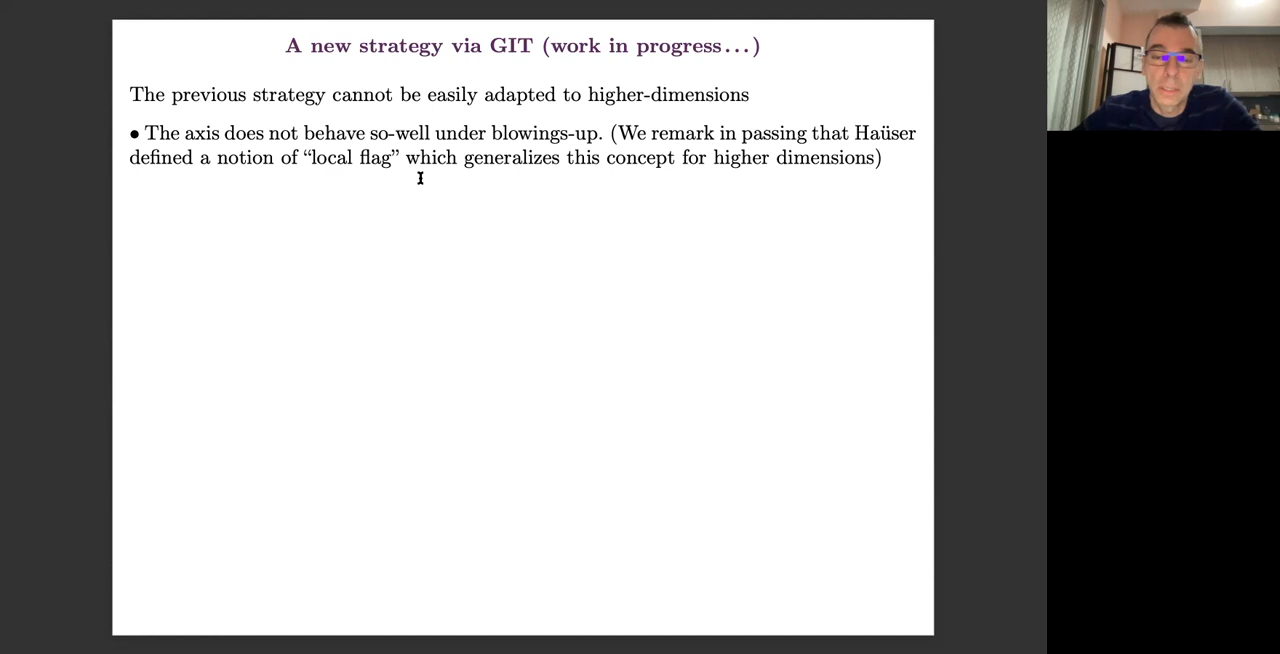 A new strategy via GIT (work in progress...)
The previous strategy cannot be easily adapted to higher-dimensions
• The axis does not behave so-well under blowings-up. (We remark in passing that Haüser
defined a notion of “local flag” which generalizes this concept for higher dimensions)